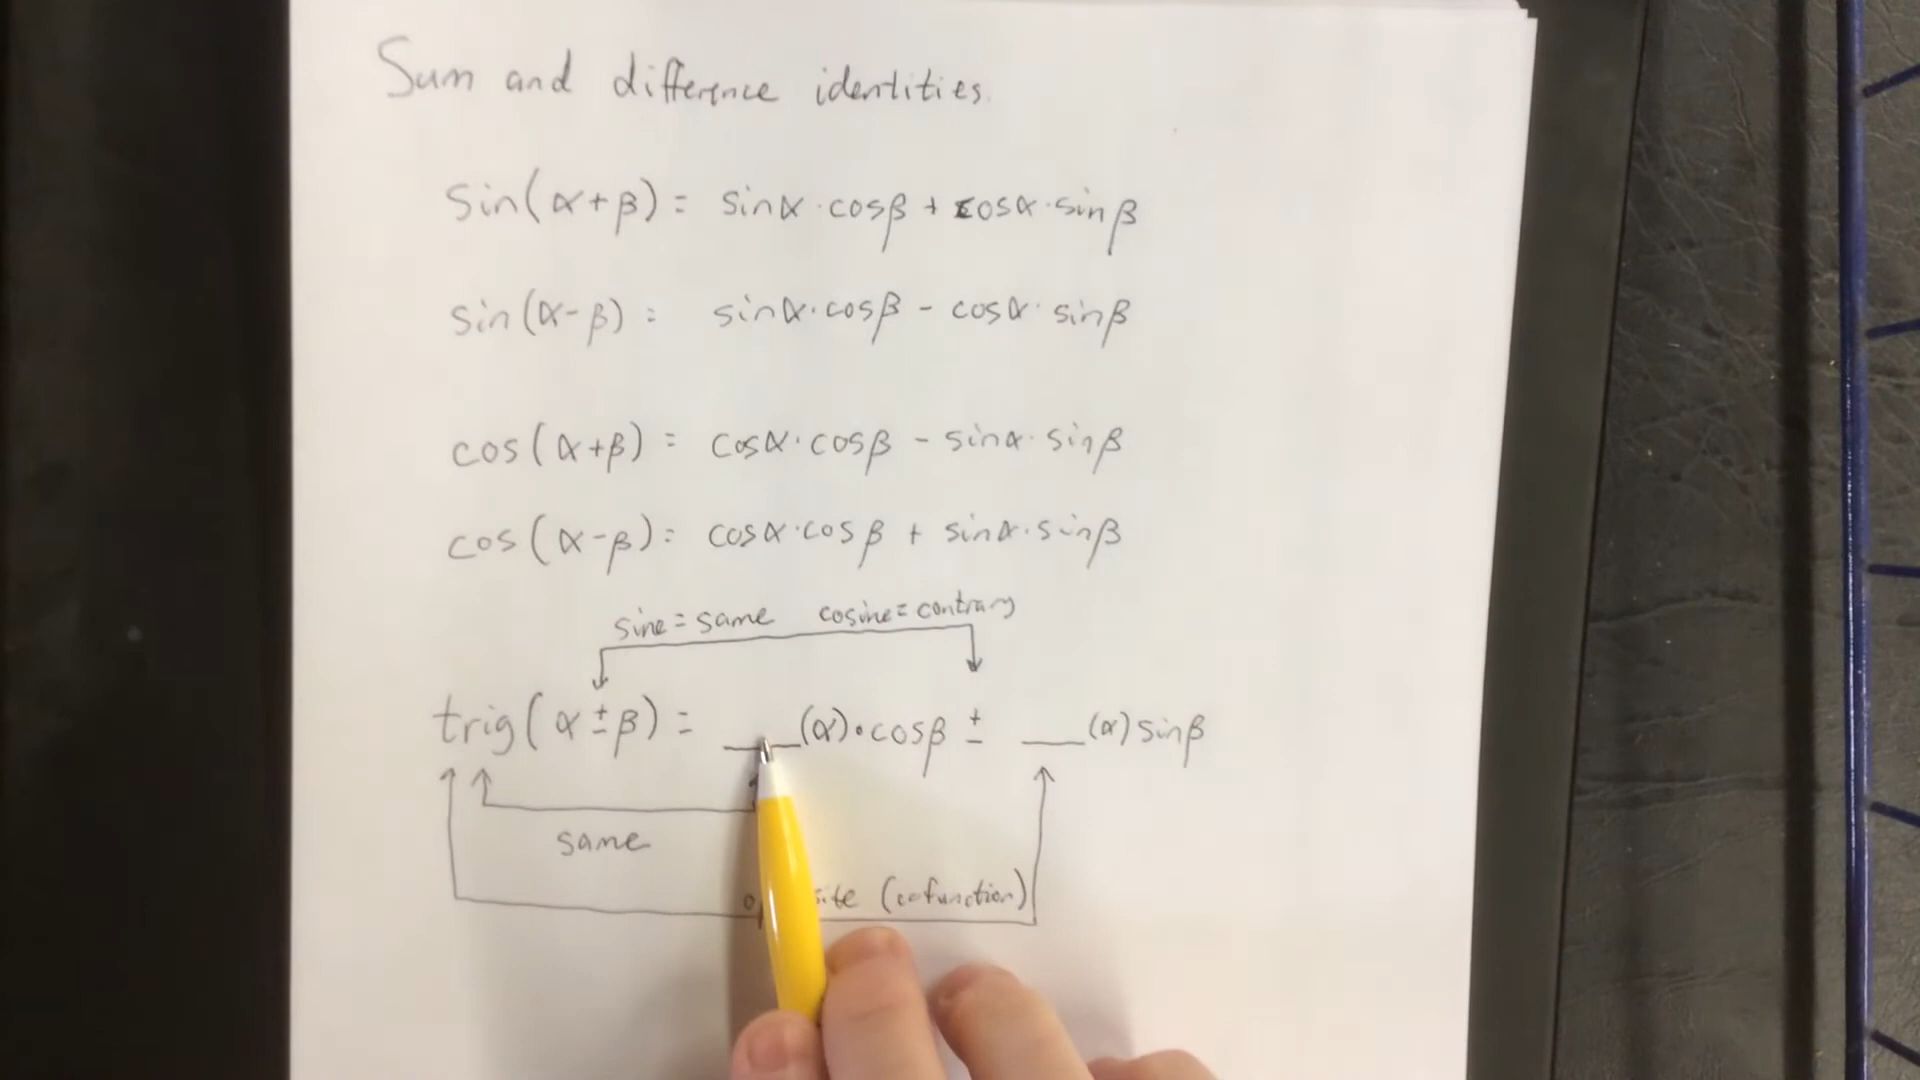 Sum and difference identities.
sin(α+β) = sinα·cosβ + cosα·sinβ
sin(α-β) = sinα·cosβ - cosα·sinβ
cos(α+β) = cosα·cosβ - sinα·sinβ
cos(α-β) = cosα·cosβ + sinα·sinβ
sine=same cosine=contrary
trig(α±β) = ___(α)·cosβ ± ___(α)sinβ
same
(cofunction)